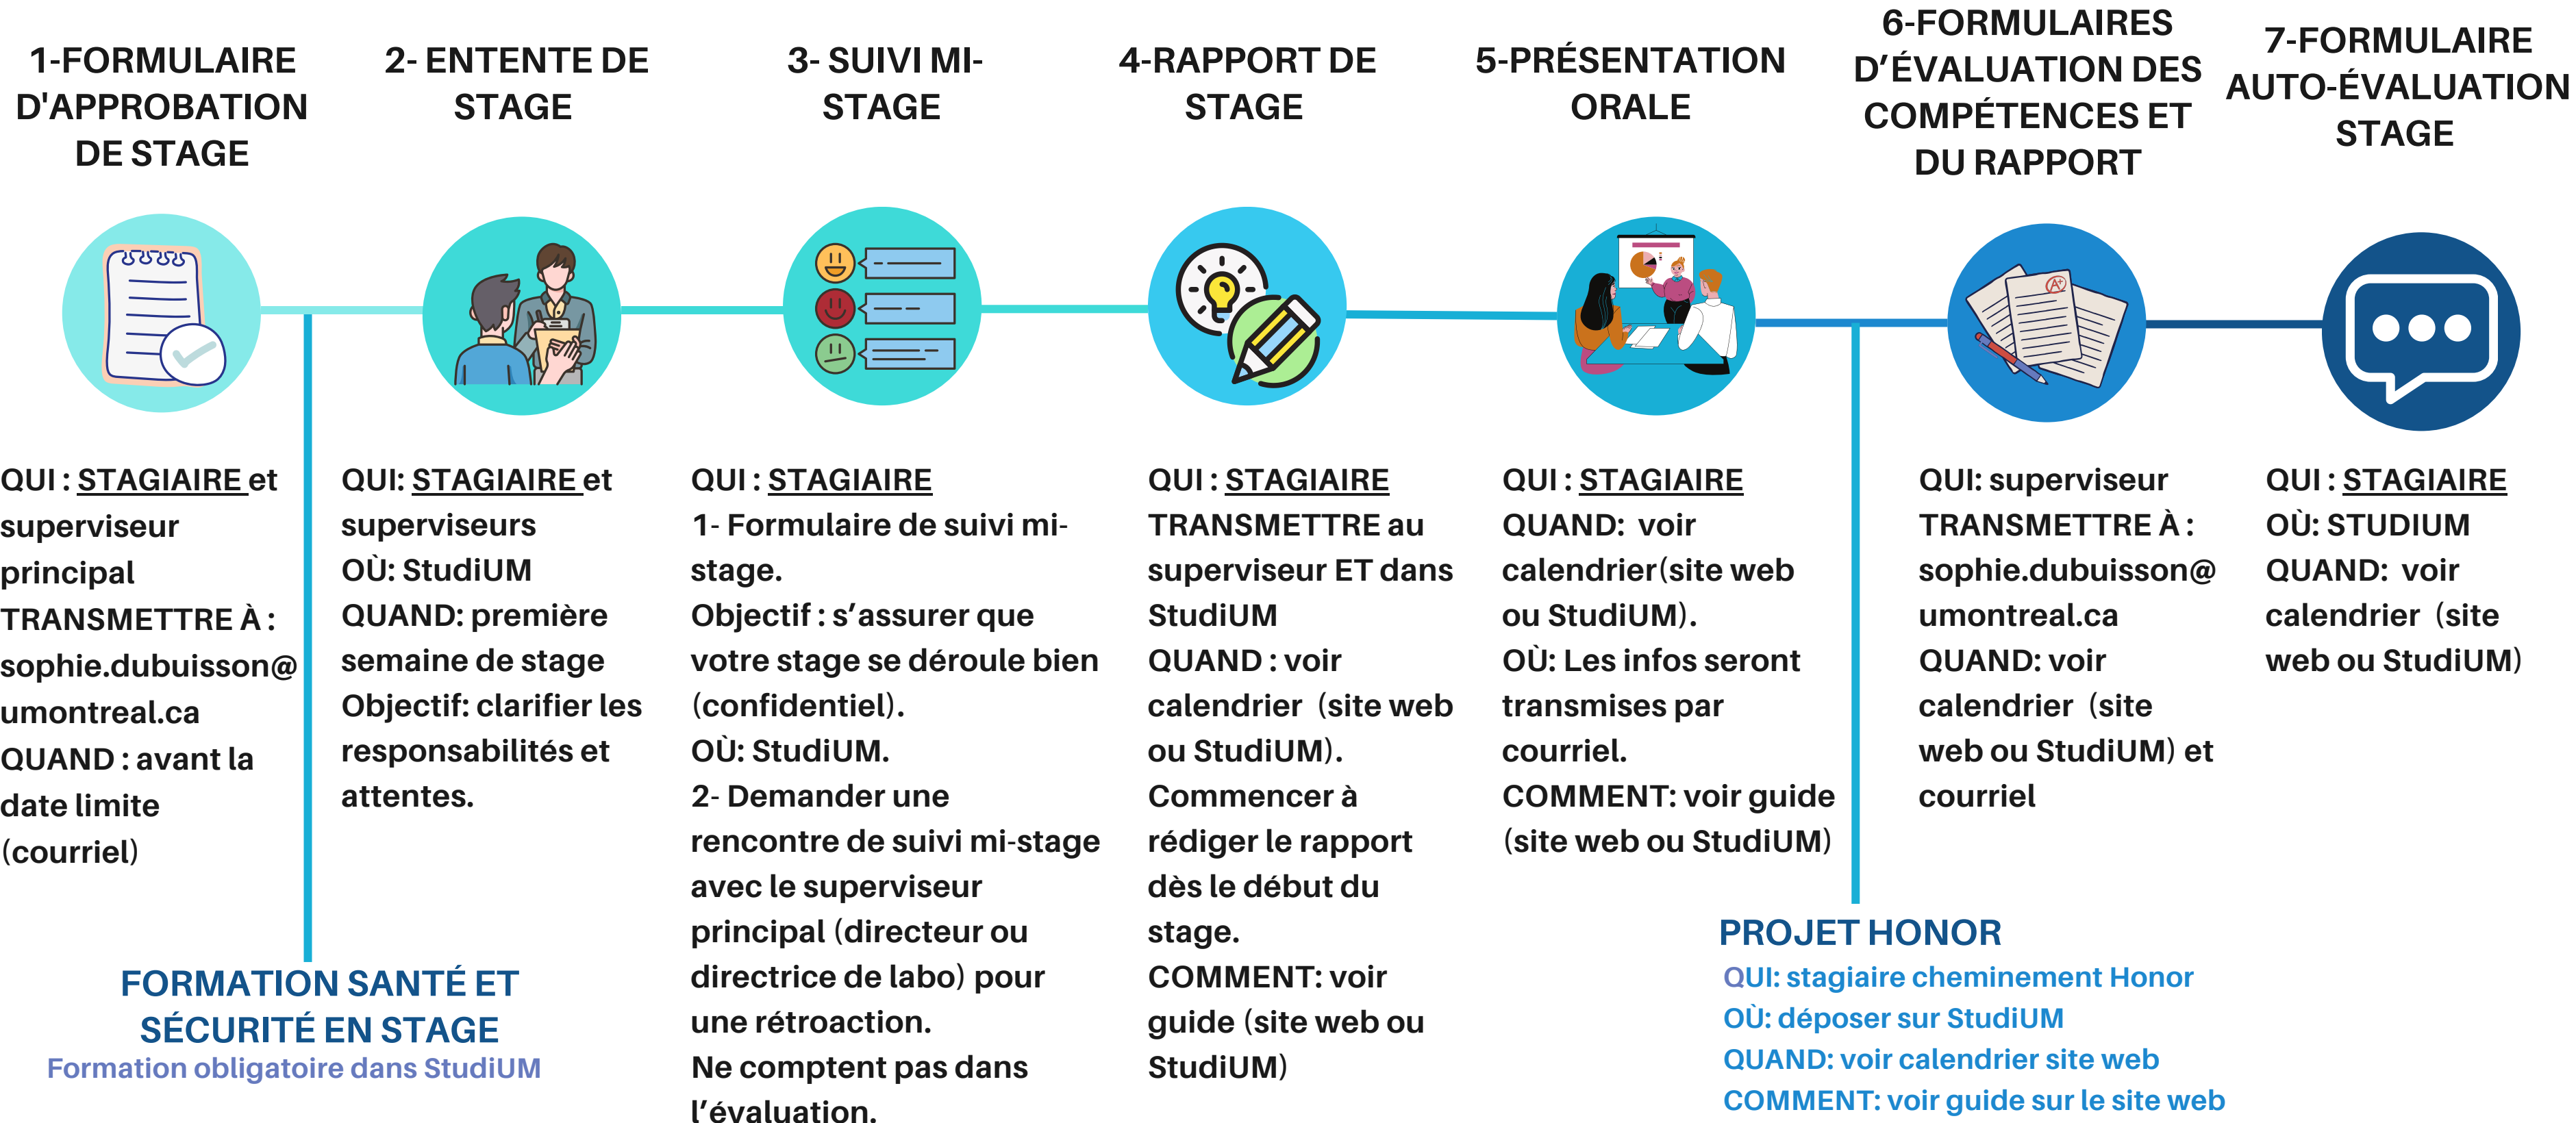 1-FORMULAIRE
D'APPROBATION
DE STAGE
2- ENTENTE DE
STAGE
3- SUIVI MI-
STAGE
4-RAPPORT DE
STAGE
5-PRÉSENTATION
ORALE
6-FORMULAIRES
D’ÉVALUATION DES
COMPÉTENCES ET
DU RAPPORT
7-FORMULAIRE
AUTO-ÉVALUATION
STAGE
A+
QUI : STAGIAIRE et
superviseur
principal
TRANSMETTRE À :
sophie.dubuisson@
umontreal.ca
QUAND : avant la
date limite
(courriel)
FORMATION SANTÉ ET
SÉCURITÉ EN STAGE
Formation obligatoire dans StudiUM
QUI: STAGIAIRE et
superviseurs
OÙ: StudiUM
QUAND: première
semaine de stage
Objectif: clarifier les
responsabilités et
attentes.
QUI : STAGIAIRE
1- Formulaire de suivi mi-
stage.
Objectif : s’assurer que
votre stage se déroule bien
(confidentiel).
OÙ: StudiUM.
2- Demander une
rencontre de suivi mi-stage
avec le superviseur
principal (directeur ou
directrice de labo) pour
une rétroaction.
Ne comptent pas dans
l’évaluation.
QUI : STAGIAIRE
TRANSMETTRE au
superviseur ET dans
StudiUM
QUAND : voir
calendrier (site web
ou StudiUM).
Commencer à
rédiger le rapport
dès le début du
stage.
COMMENT: voir
guide (site web ou
StudiUM)
QUI : STAGIAIRE
QUAND: voir
calendrier(site web
ou StudiUM).
OÙ: Les infos seront
transmises par
courriel.
COMMENT: voir guide
(site web ou StudiUM)
PROJET HONOR
QUI: stagiaire cheminement Honor
OÙ: déposer sur StudiUM
QUAND: voir calendrier site web
COMMENT: voir guide sur le site web
QUI: superviseur
TRANSMETTRE À :
sophie.dubuisson@
umontreal.ca
QUAND: voir
calendrier (site
web ou StudiUM) et
courriel
QUI : STAGIAIRE
OÙ: STUDIUM
QUAND: voir
calendrier (site
web ou StudiUM)